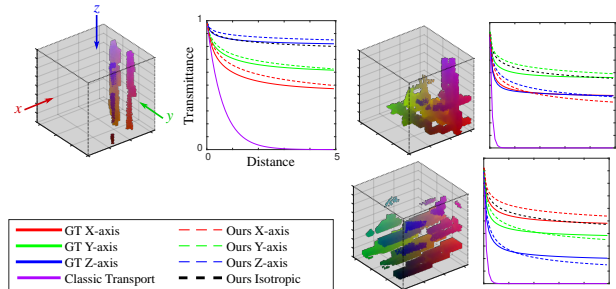 z
x
y
1
Transmittance
0
0
5
Distance
GT X-axis
GT Y-axis
GT Z-axis
Classic Transport
Ours X-axis
Ours Y-axis
Ours Z-axis
Ours Isotropic